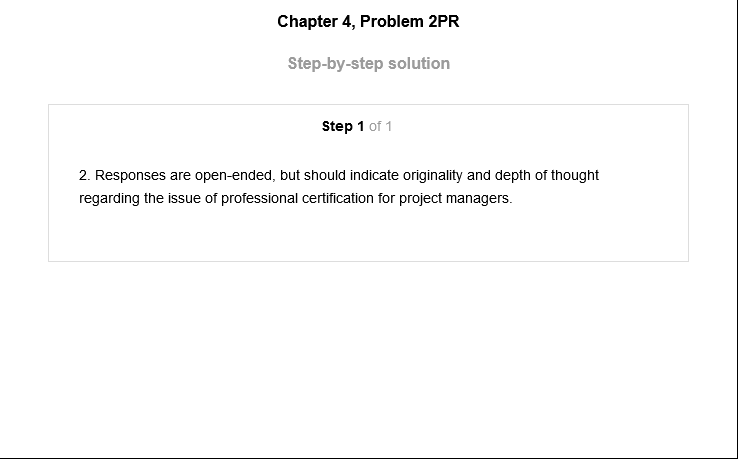 Chapter 4, Problem 2PR
Step-by-step solution
Step 1 of 1
2. Responses are open-ended, but should indicate originality and depth of thought
regarding the issue of professional certification for project managers.